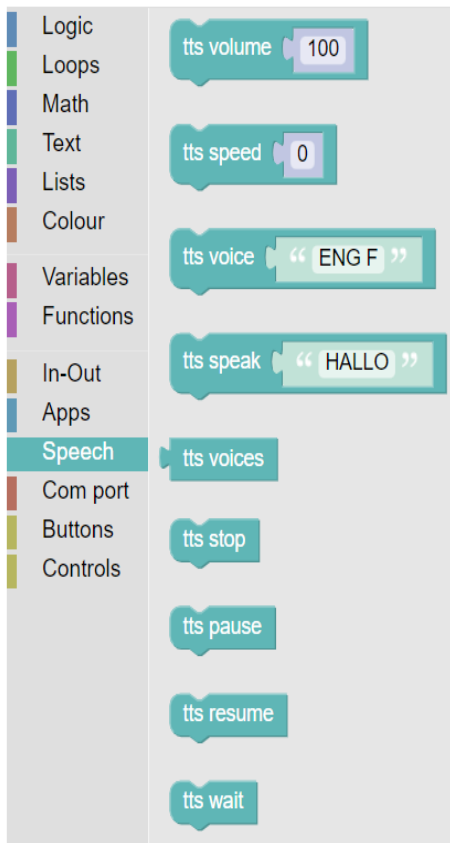 Logic
Loops
Math
Text
Lists
Colour
Variables
Functions
In-Out
Apps
Speech
Com port
Buttons
Controls
tts volume 100
tts speed 0
tts voice “ ENG F ”
tts speak “ HALLO ”
tts voices
tts stop
tts pause
tts resume
tts wait